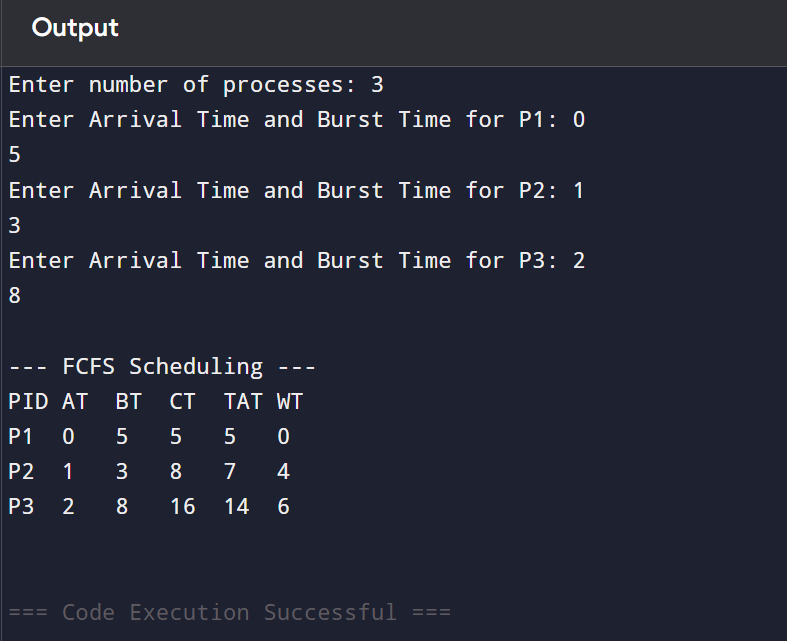 Output
Enter number of processes: 3
Enter Arrival Time and Burst Time for P1: 0
5
Enter Arrival Time and Burst Time for P2: 1
3
Enter Arrival Time and Burst Time for P3: 2
8
--- FCFS Scheduling ---
PID AT  BT  CT  TAT WT
P1  0   5   5   5   0
P2  1   3   8   7   4
P3  2   8   16  14  6
=== Code Execution Successful ===